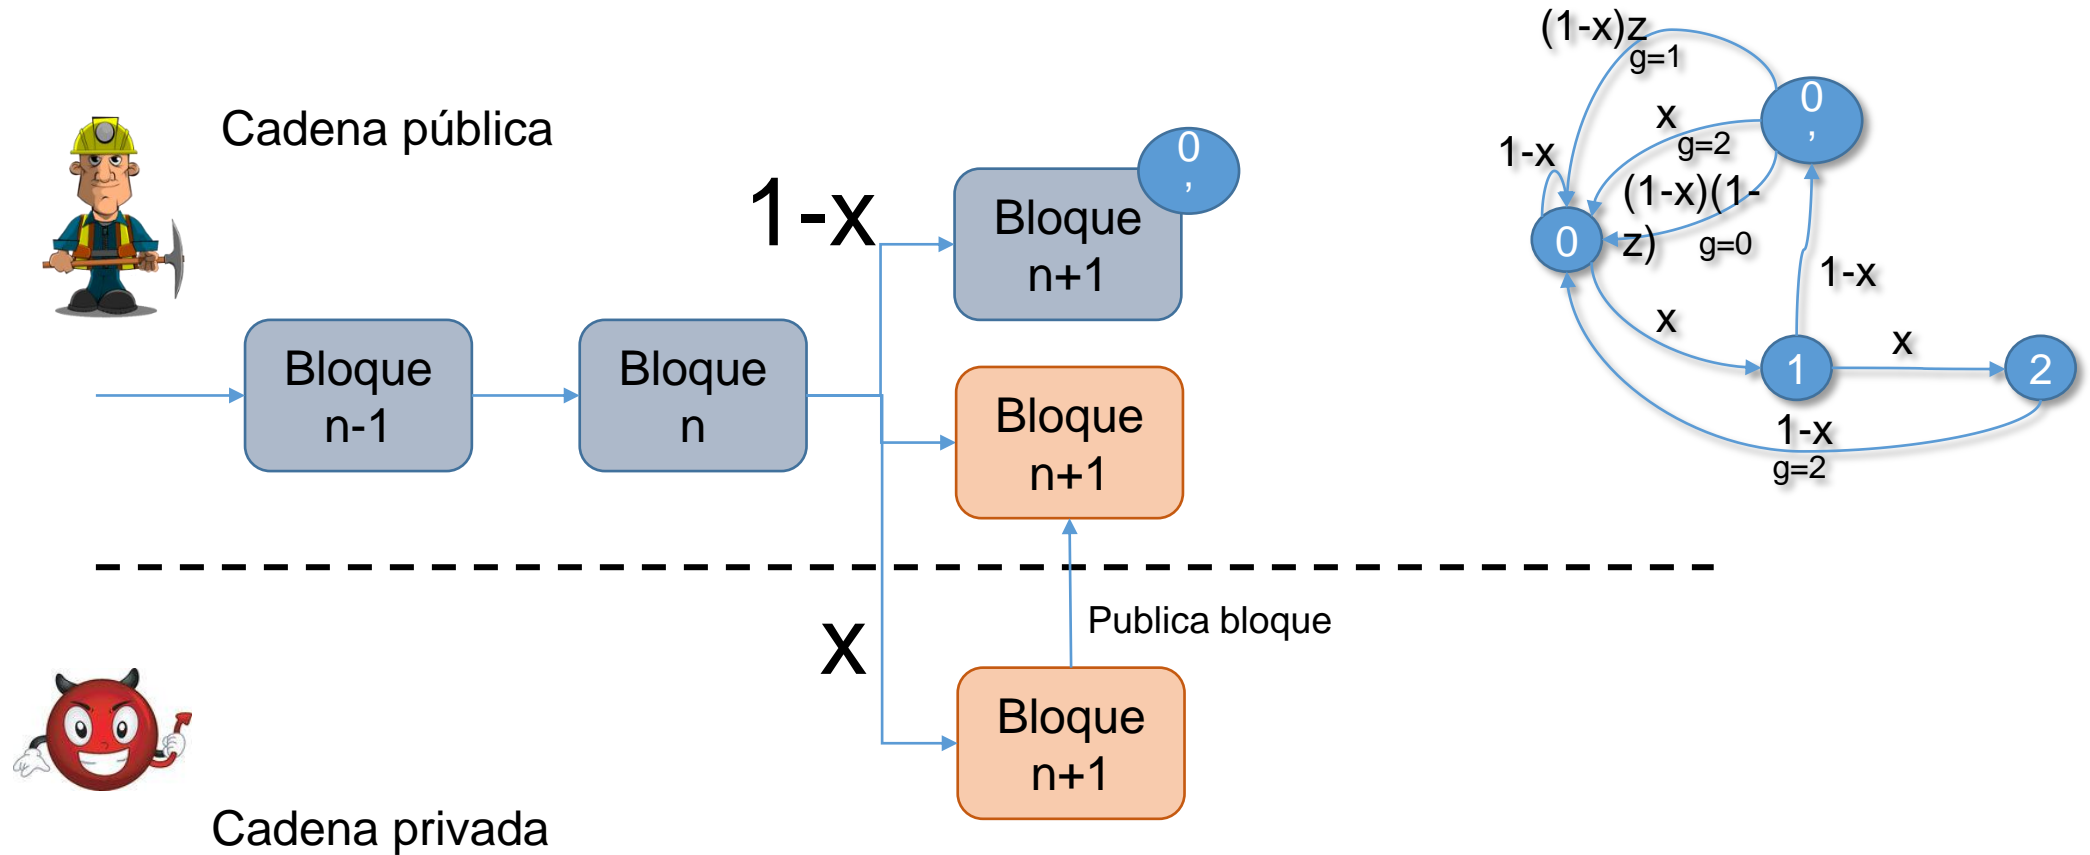 Cadena pública
1-x
Bloque
n-1
Bloque
n
Bloque
n+1
0
,
Bloque
n+1
Publica bloque
x
Bloque
n+1
Cadena privada
(1-x)z
g=1
0
,
x
g=2
1-x
(1-x)(1-
z)
g=0
0
1-x
x
1
x
2
1-x
g=2